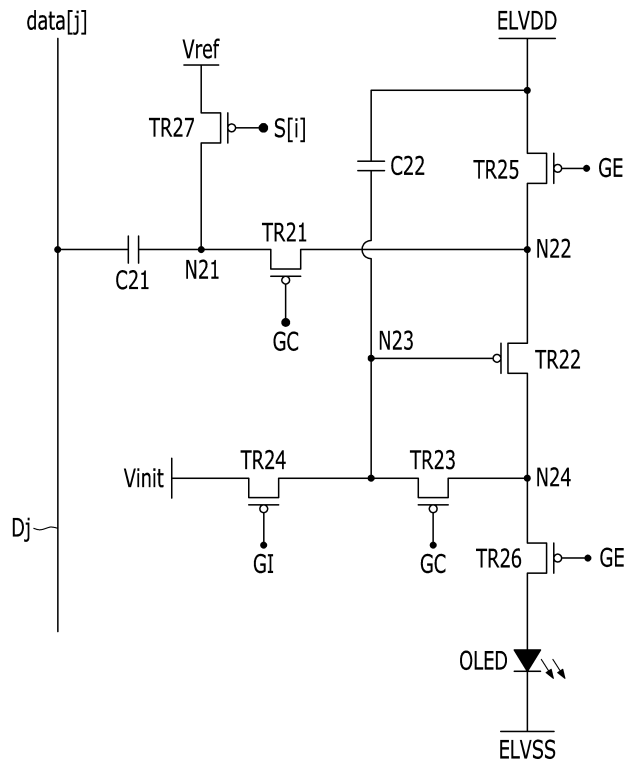 data[j]
ELVDD
Vref
TR27
S[i]
C22
TR25
GE
TR21
N22
C21
N21
GC
N23
TR22
TR24
TR23
Vinit
N24
Dj
TR26
GE
GI
GC
OLED
ELVSS